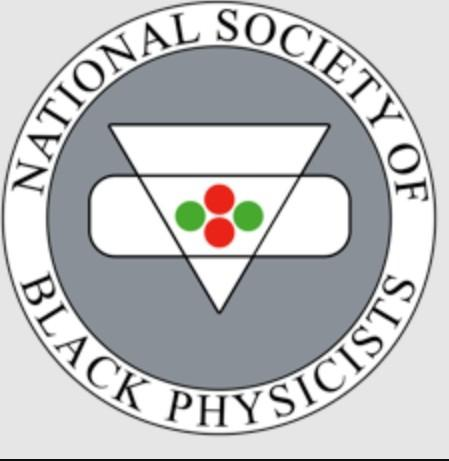 NATIONAL SOCIETY OF
BLACK PHYSICISTS